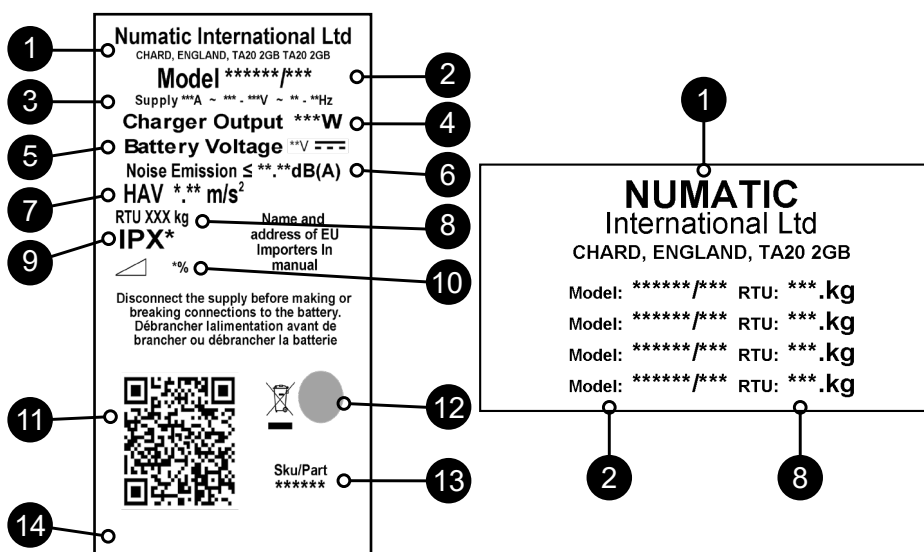 1
Numatic International Ltd
CHARD, ENGLAND, TA20 2GB TA20 2GB
Model ******/***
2
3
Supply ***A ~ *** - ***V ~ ** - **Hz
Charger Output ***W
4
5
Battery Voltage **V
Noise Emission ≤ **.**dB(A)
6
7
HAV *.** m/s²
RTU XXX kg
8
9
IPX*
Name and
address of EU
Importers In
manual
*%
10
Disconnect the supply before making or
breaking connections to the battery.
Débrancher lalimentation avant de
brancher ou débrancher la batterie
11
12
Sku/Part
******
13
14
1
NUMATIC
International Ltd
CHARD, ENGLAND, TA20 2GB
Model: ******/*** RTU: ***.kg
Model: ******/*** RTU: ***.kg
Model: ******/*** RTU: ***.kg
Model: ******/*** RTU: ***.kg
2
8